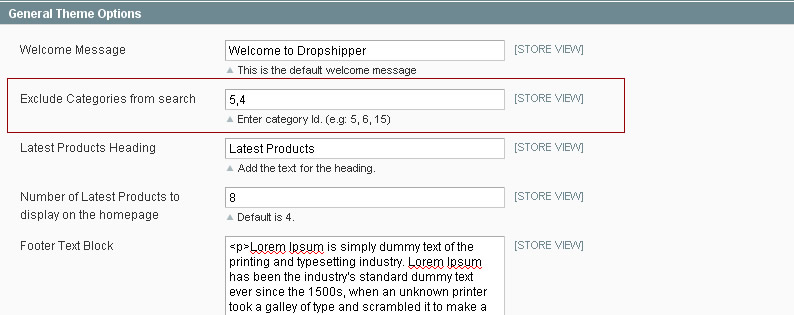 General Theme Options
Welcome Message
Welcome to Dropshipper
[STORE VIEW]
This is the default welcome message
Exclude Categories from search
5,4
[STORE VIEW]
Enter category Id. (e.g: 5, 6, 15)
Latest Products Heading
Latest Products
[STORE VIEW]
Add the text for the heading.
Number of Latest Products to
display on the homepage
8
[STORE VIEW]
Default is 4.
Footer Text Block
[STORE VIEW]
<p>Lorem Ipsum is simply dummy text of the
printing and typesetting industry. Lorem Ipsum
has been the industry's standard dummy text
ever since the 1500s, when an unknown printer
took a galley of type and scrambled it to make a